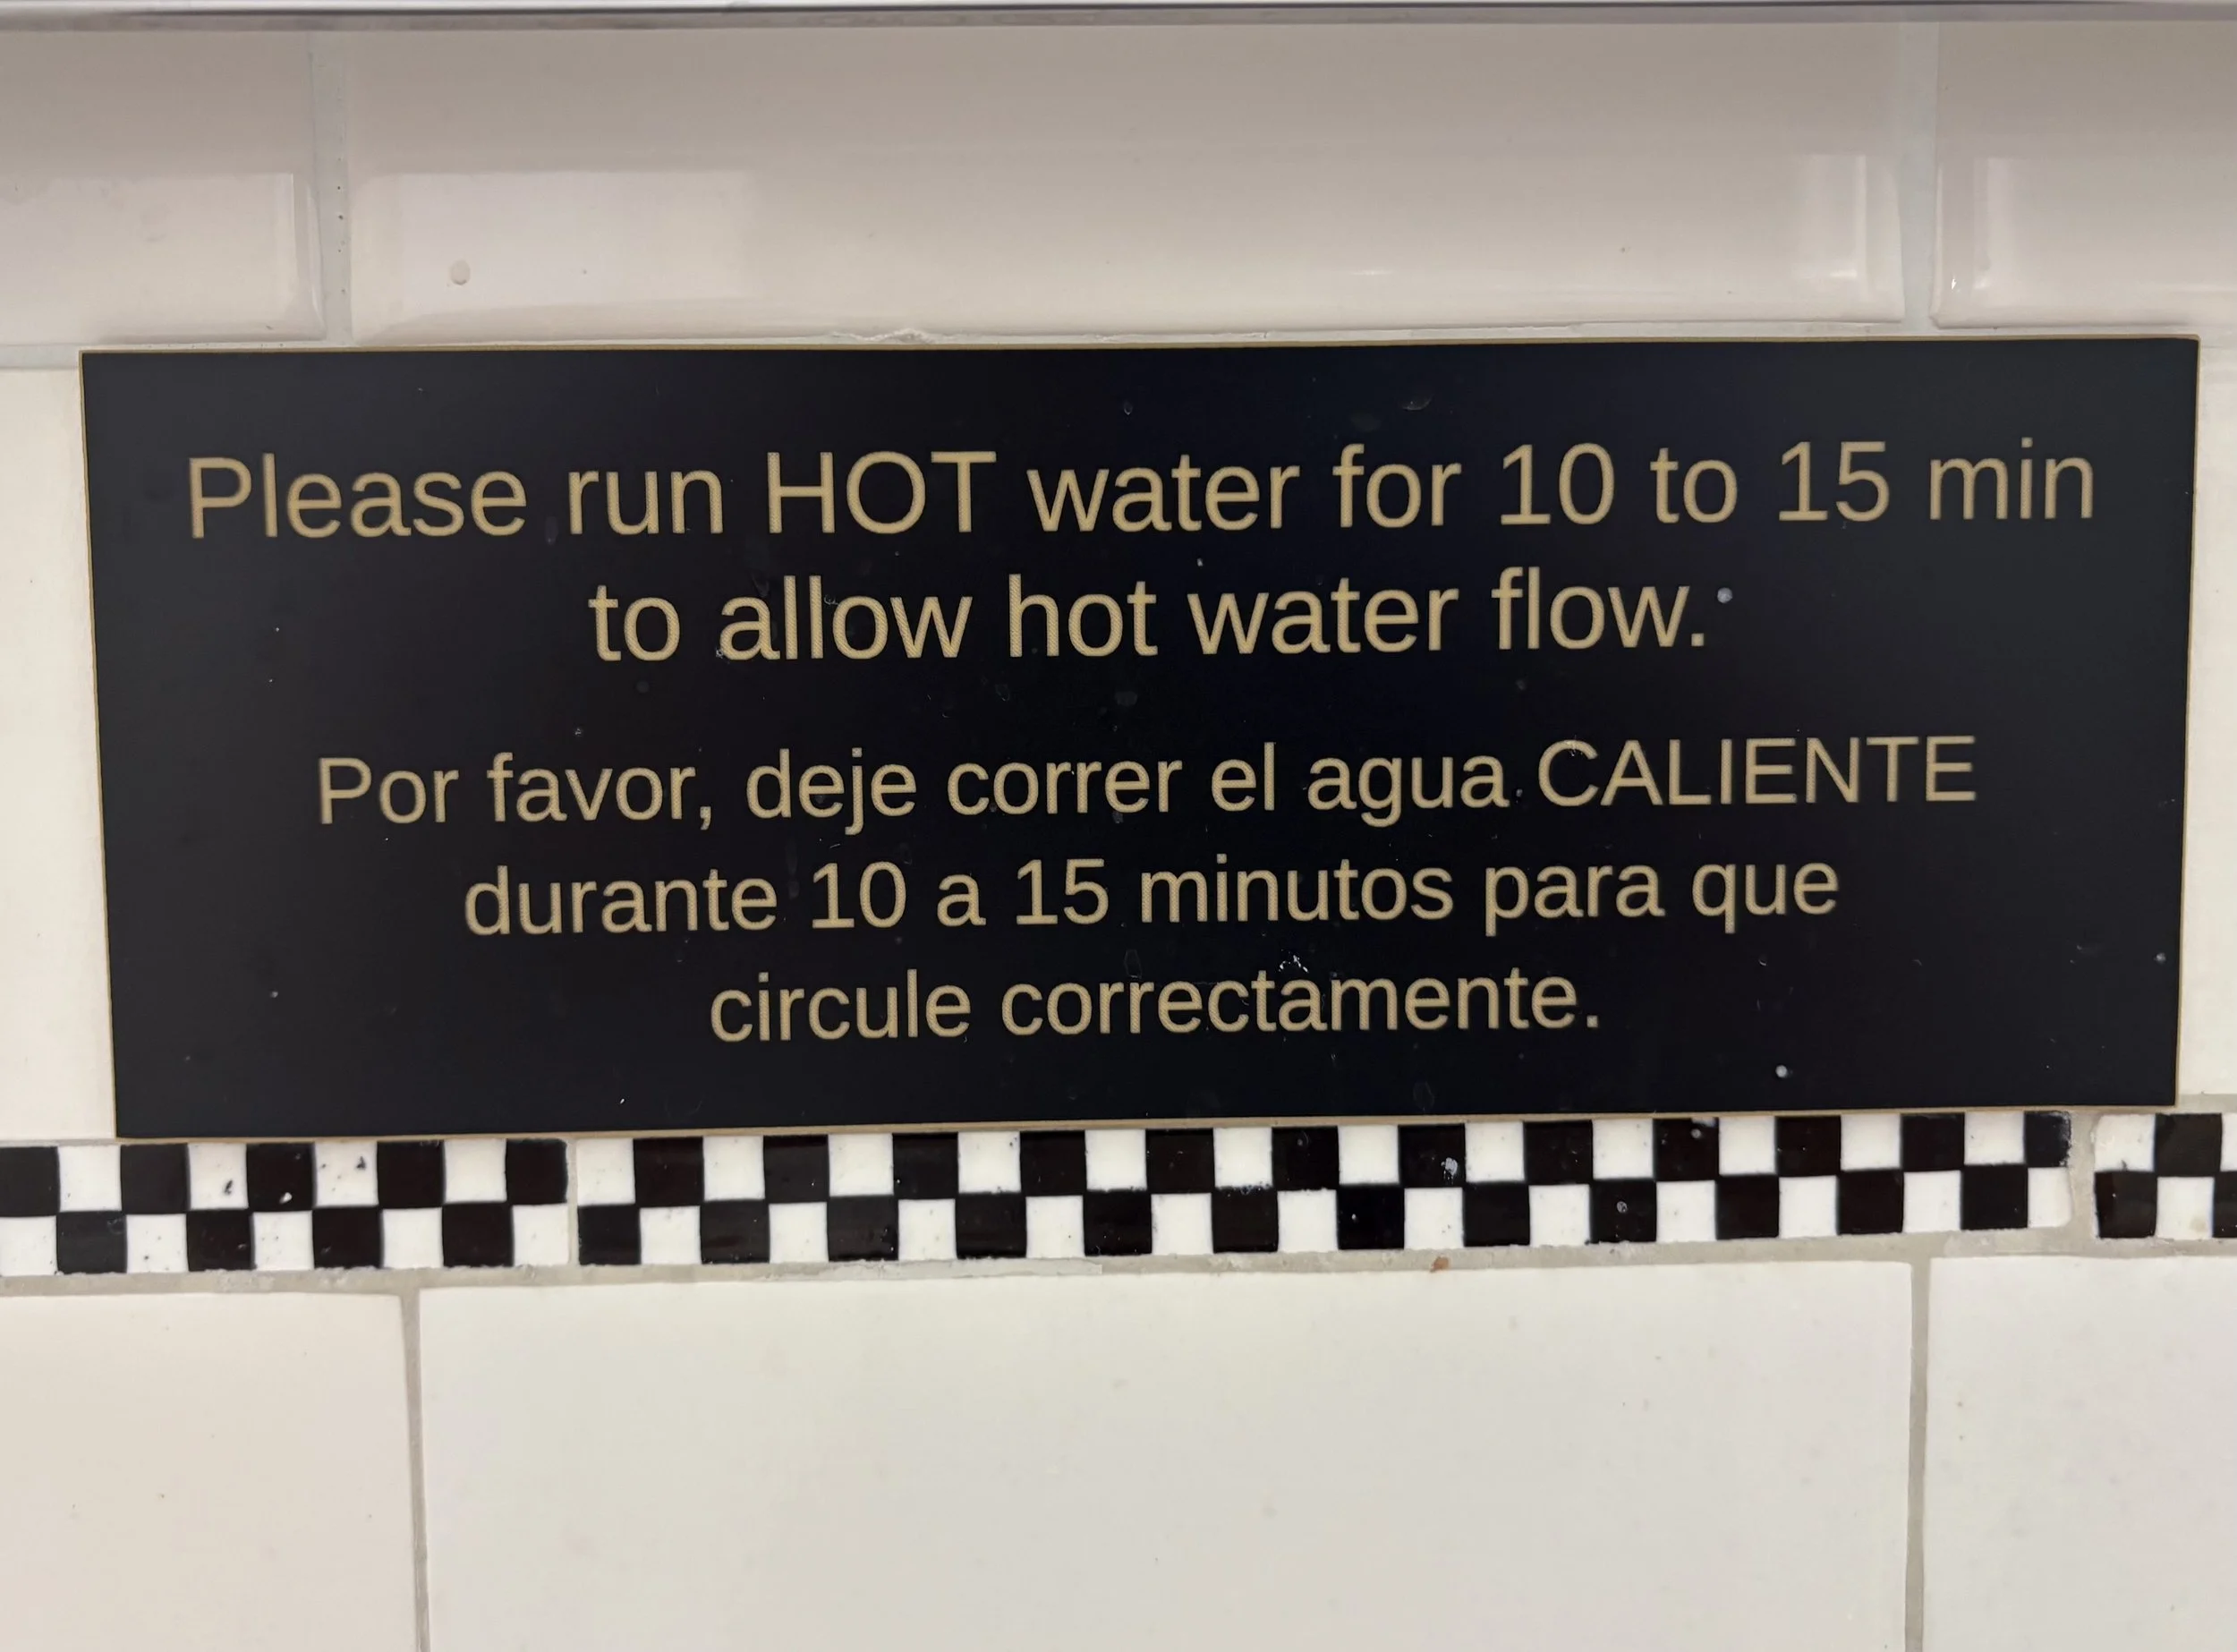 Please run HOT water for 10 to 15 min
to allow hot water flow.
Por favor, deje correr el agua CALIENTE
durante 10 a 15 minutos para que
circule correctamente.